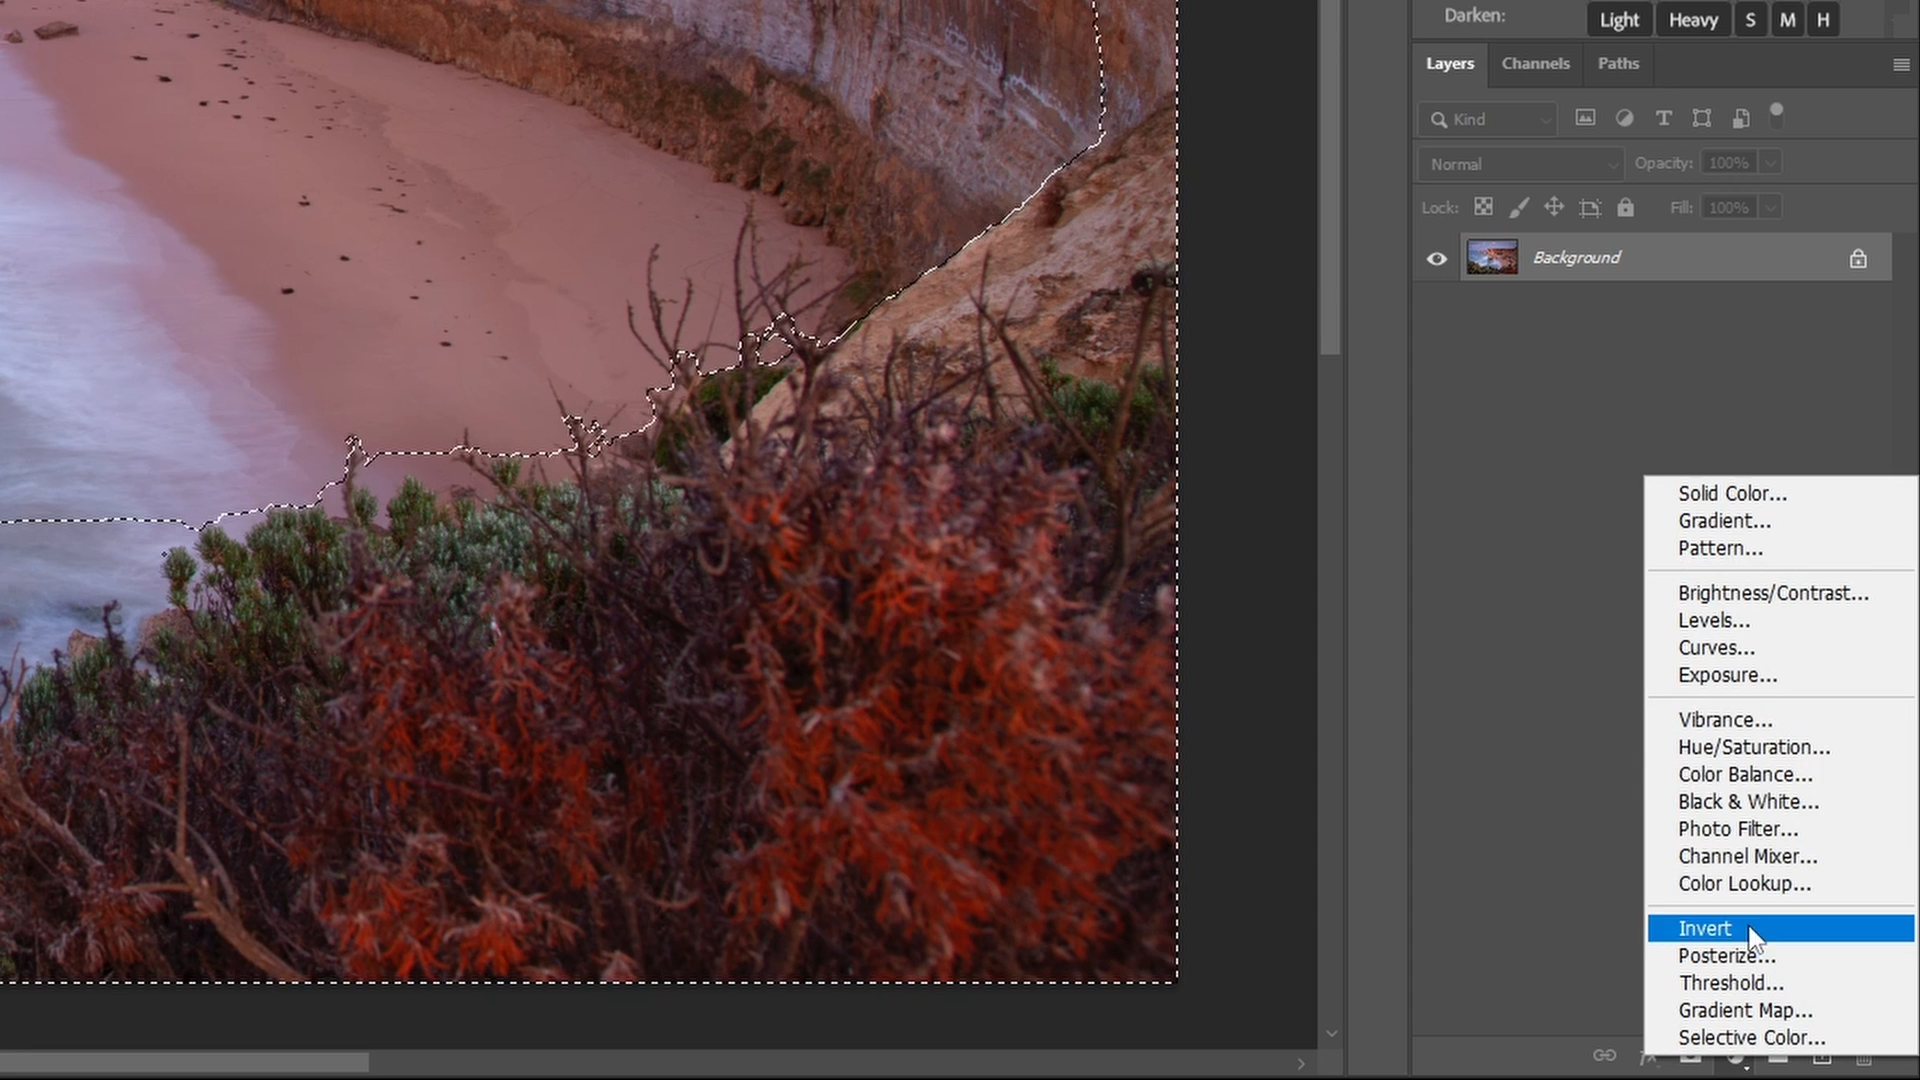 Darken: Light Heavy S M H
Layers Channels Paths
Kind
Normal Opacity: 100%
Lock: Fill: 100%
Background
Solid Color...
Gradient...
Pattern...
Brightness/Contrast...
Levels...
Curves...
Exposure...
Vibrance...
Hue/Saturation...
Color Balance...
Black & White...
Photo Filter...
Channel Mixer...
Color Lookup...
Invert
Posterize...
Threshold...
Gradient Map...
Selective Color...